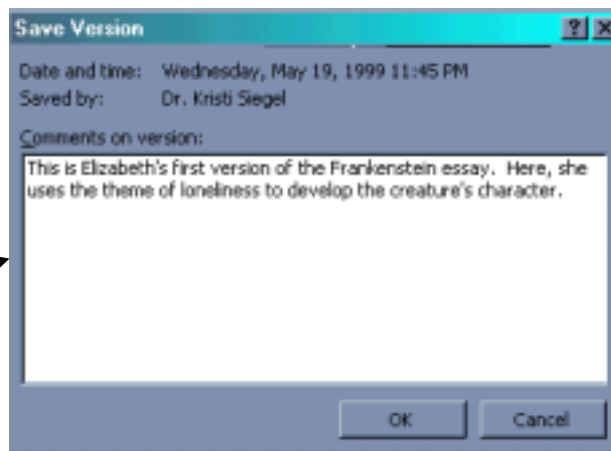 Save Version
Date and time: Wednesday, May 19, 1999 11:45 PM
Saved by: Dr. Kristi Siegel
Comments on version:
This is Elizabeth's first version of the Frankenstein essay. Here, she
uses the theme of loneliness to develop the creature's character.
OK Cancel